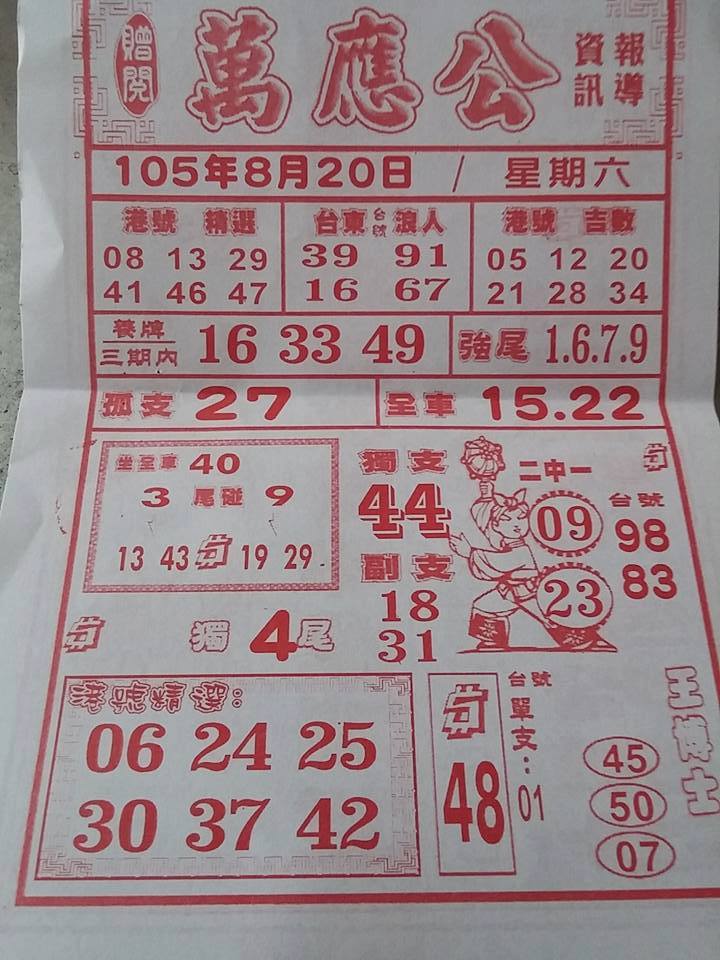 贈閱
萬應公
資訊
報導
105年8月20日 / 星期六
港號 精選
08 13 29
41 46 47
台東 台號 浪人
39 91
16 67
港號 吉數
05 12 20
21 28 34
養牌
三期內
16 33 49
強尾 1.6.7.9
孤支 27
全車 15.22
坐全車 40
3 尾碰 9
13 43 19 29
獨 4 尾
獨支
44
副支
18
31
二中一
09
23
台號
98
83
港號精選:
06 24 25
30 37 42
48
台號
單支:
01
王博士
45
50
07